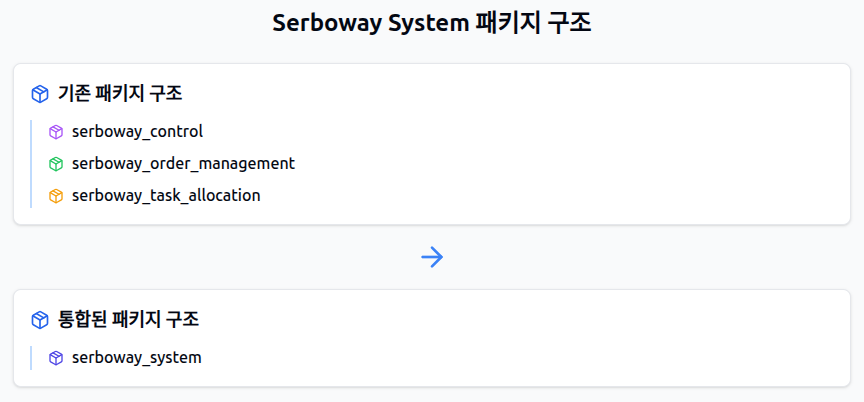 Serboway System 패키지 구조
기존 패키지 구조
serboway_control
serboway_order_management
serboway_task_allocation
통합된 패키지 구조
serboway_system